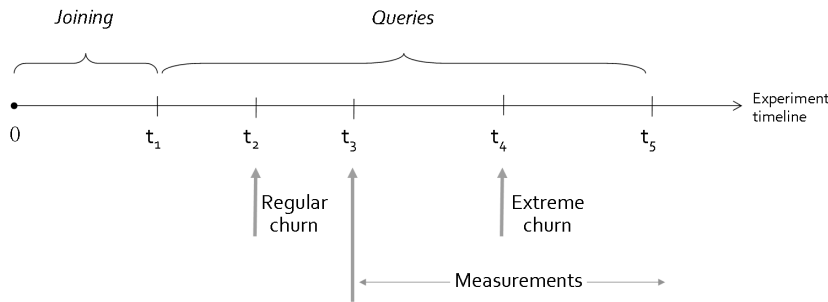 Joining
Queries
Experiment
timeline
0
t₁
t₂
t₃
t₄
t₅
Regular
churn
Extreme
churn
Measurements